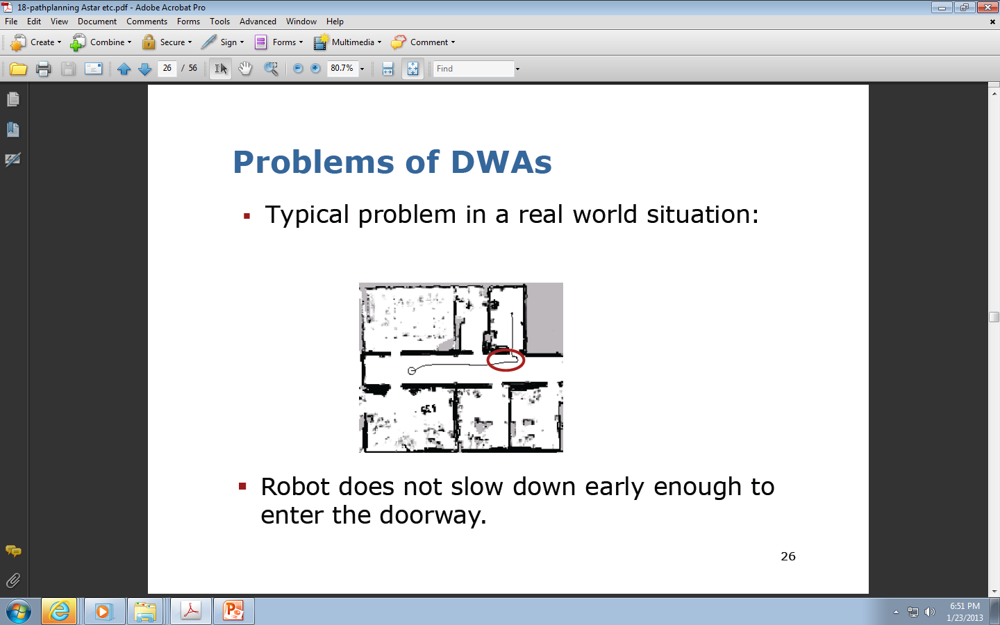 18-pathplanning Astar etc.pdf - Adobe Acrobat Pro
File Edit View Document Comments Forms Tools Advanced Window Help
Create Combine Secure Sign Forms Multimedia Comment
26 / 56 80.7% Find
Problems of DWAs
Typical problem in a real world situation:
Robot does not slow down early enough to
enter the doorway.
26
6:51 PM
1/23/2013